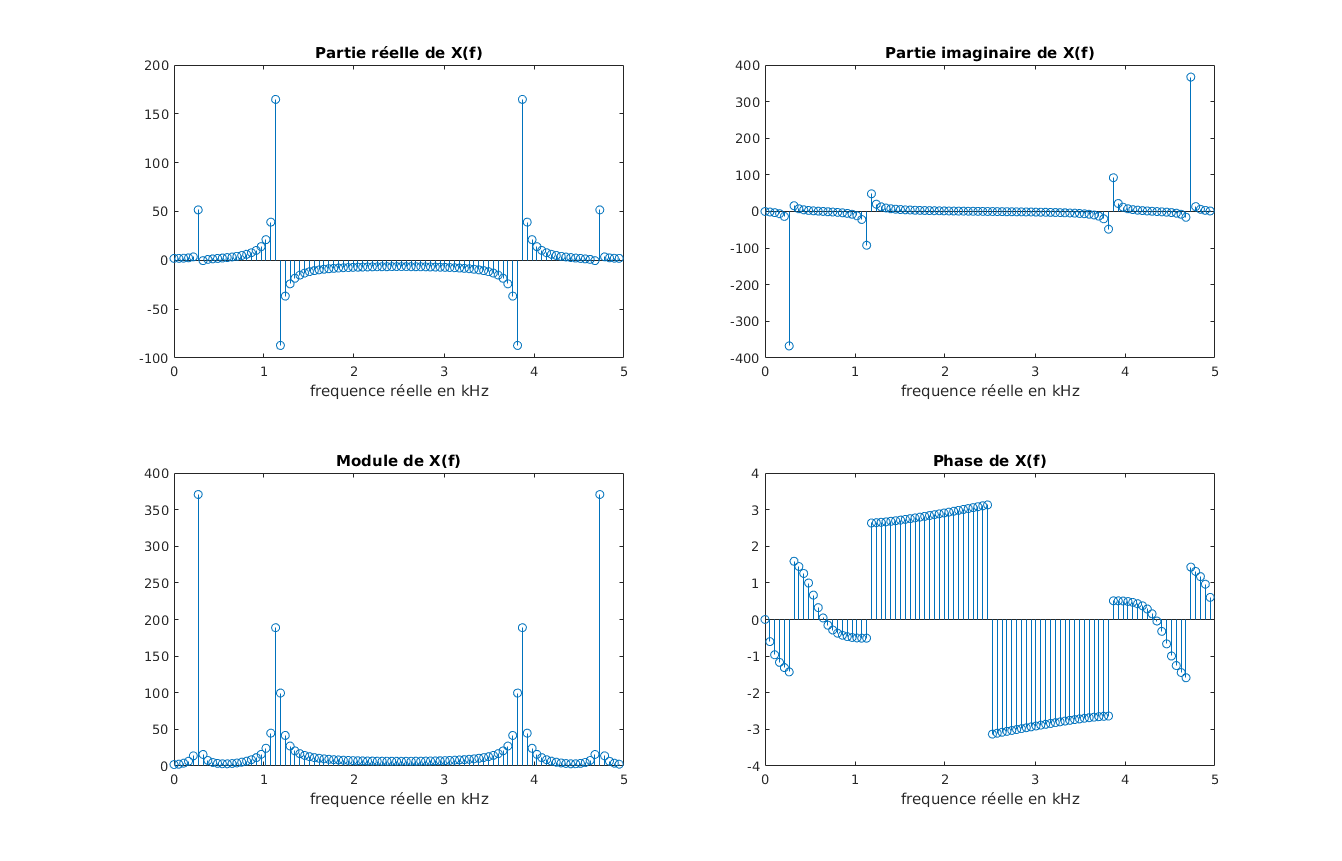 Partie réelle de X(f)
200
150
100
50
0
-50
-100
0 1 2 3 4 5
frequence réelle en kHz
Partie imaginaire de X(f)
400
300
200
100
0
-100
-200
-300
-400
0 1 2 3 4 5
frequence réelle en kHz
Module de X(f)
400
350
300
250
200
150
100
50
0
0 1 2 3 4 5
frequence réelle en kHz
Phase de X(f)
4
3
2
1
0
-1
-2
-3
-4
0 1 2 3 4 5
frequence réelle en kHz